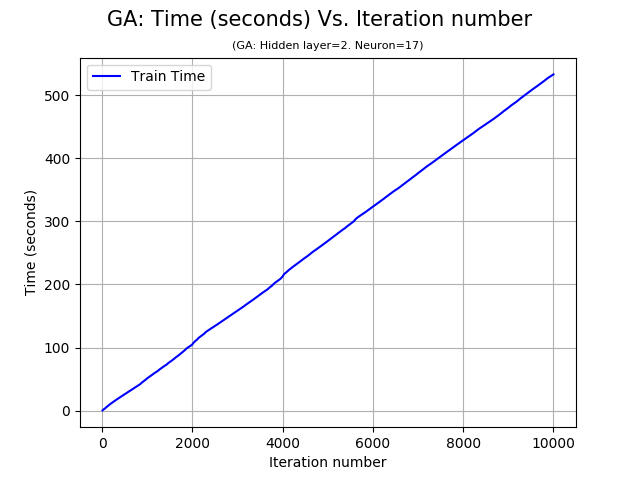 GA: Time (seconds) Vs. Iteration number
(GA: Hidden layer=2. Neuron=17)
Train Time
500
400
300
200
100
0
Time (seconds)
0 2000 4000 6000 8000 10000
Iteration number